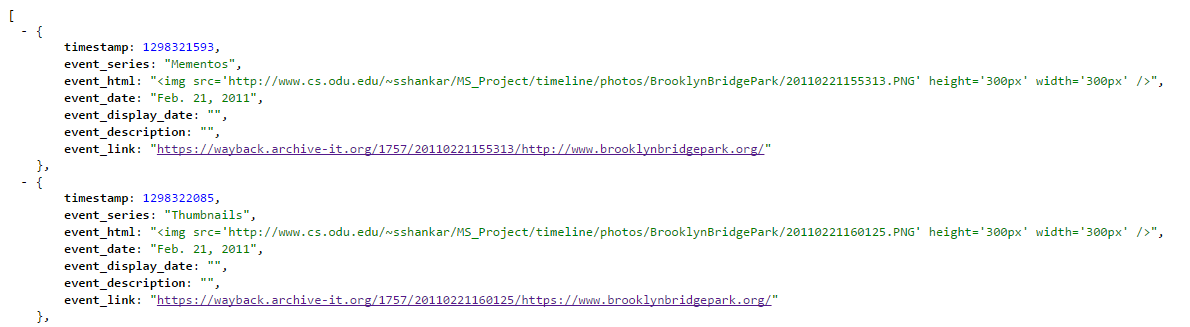 [
- {
timestamp: 1298321593,
event_series: "Mementos",
event_html: "<img src='http://www.cs.odu.edu/~sshankar/MS_Project/timeline/photos/BrooklynBridgePark/20110221155313.PNG' height='300px' width='300px' />",
event_date: "Feb. 21, 2011",
event_display_date: "",
event_description: "",
event_link: "https://wayback.archive-it.org/1757/20110221155313/http://www.brooklynbridgepark.org/"
},
- {
timestamp: 1298322085,
event_series: "Thumbnails",
event_html: "<img src='http://www.cs.odu.edu/~sshankar/MS_Project/timeline/photos/BrooklynBridgePark/20110221160125.PNG' height='300px' width='300px' />",
event_date: "Feb. 21, 2011",
event_display_date: "",
event_description: "",
event_link: "https://wayback.archive-it.org/1757/20110221160125/https://www.brooklynbridgepark.org/"
},